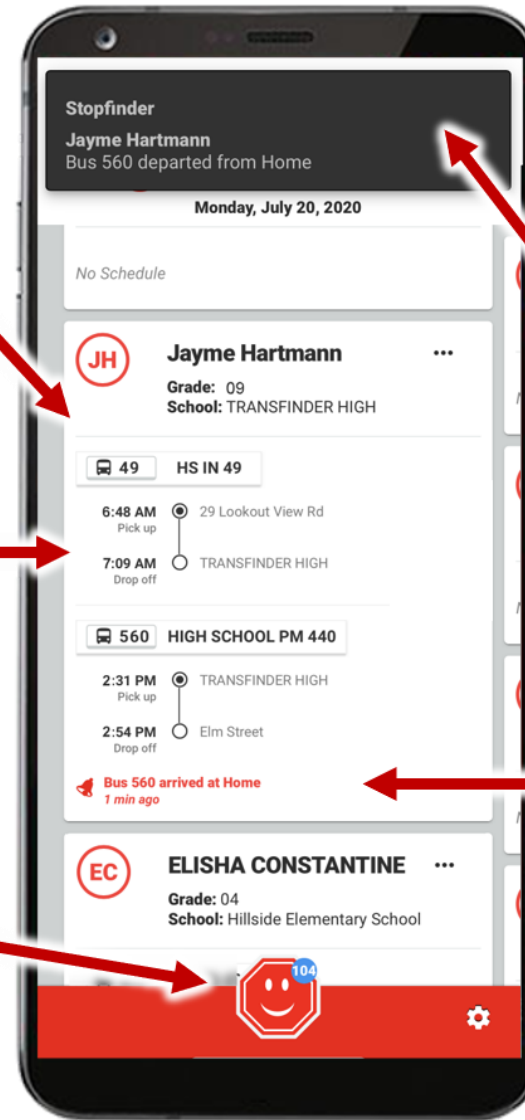 Stopfinder
Jayme Hartmann
Bus 560 departed from Home
Monday, July 20, 2020
No Schedule
JH
Jayme Hartmann
Grade: 09
School: TRANSFINDER HIGH
49 HS IN 49
6:48 AM 29 Lookout View Rd
Pick up
7:09 AM TRANSFINDER HIGH
Drop off
560 HIGH SCHOOL PM 440
2:31 PM TRANSFINDER HIGH
Pick up
2:54 PM Elm Street
Drop off
Bus 560 arrived at Home
1 min ago
EC
ELISHA CONSTANTINE
Grade: 04
School: Hillside Elementary School
104